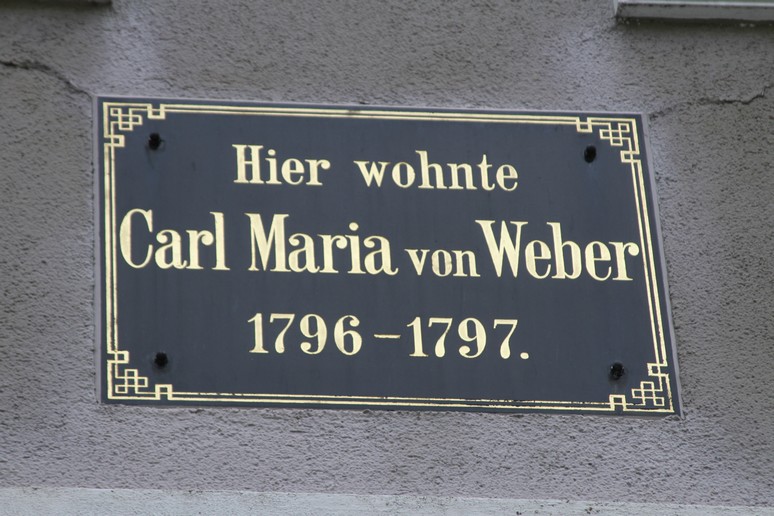 Hier wohnte
Carl Maria von Weber
1796 – 1797.